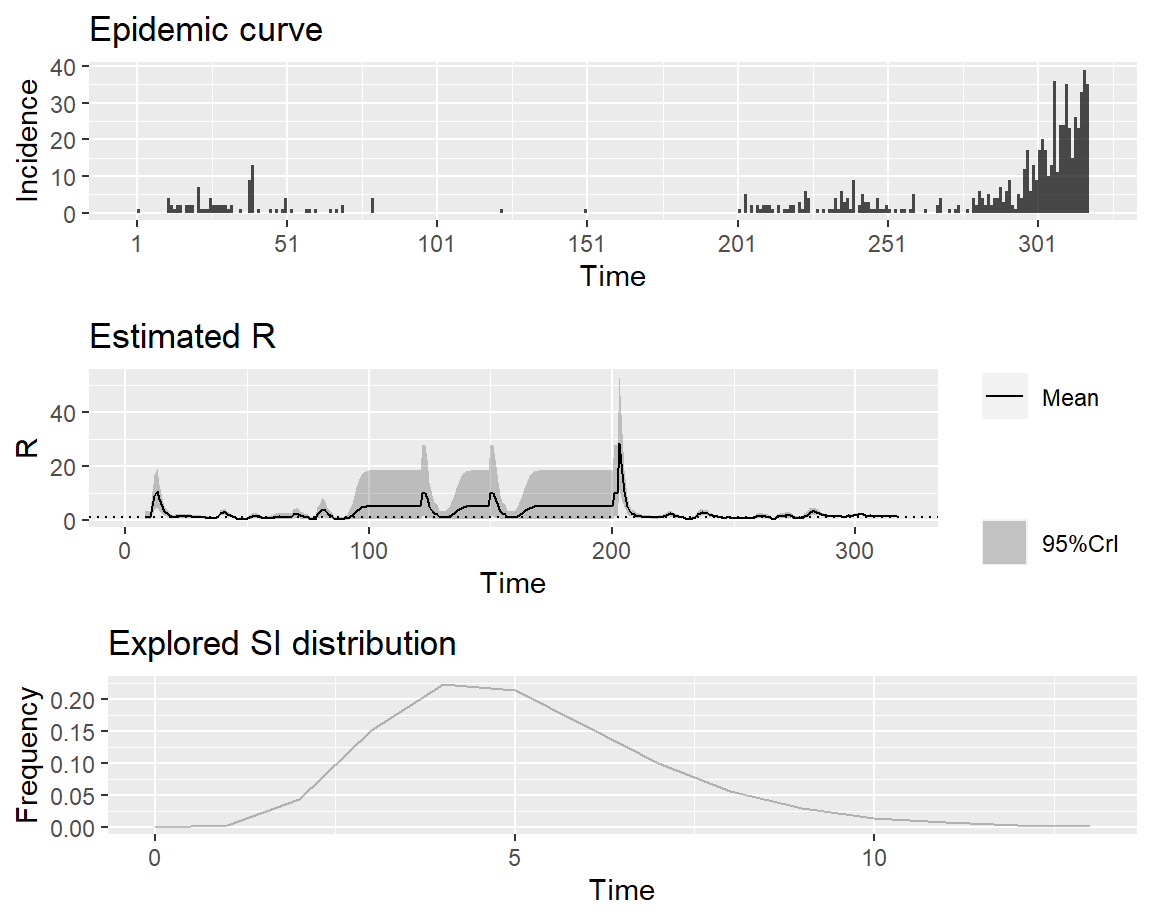 Epidemic curve
40
30
20
10
0
Incidence
1 51 101 151 201 251 301
Time
Estimated R
40
20
0
R
0 100 200 300
Time
Mean
95%CrI
Explored SI distribution
0.20
0.15
0.10
0.05
0.00
Frequency
0 5 10
Time